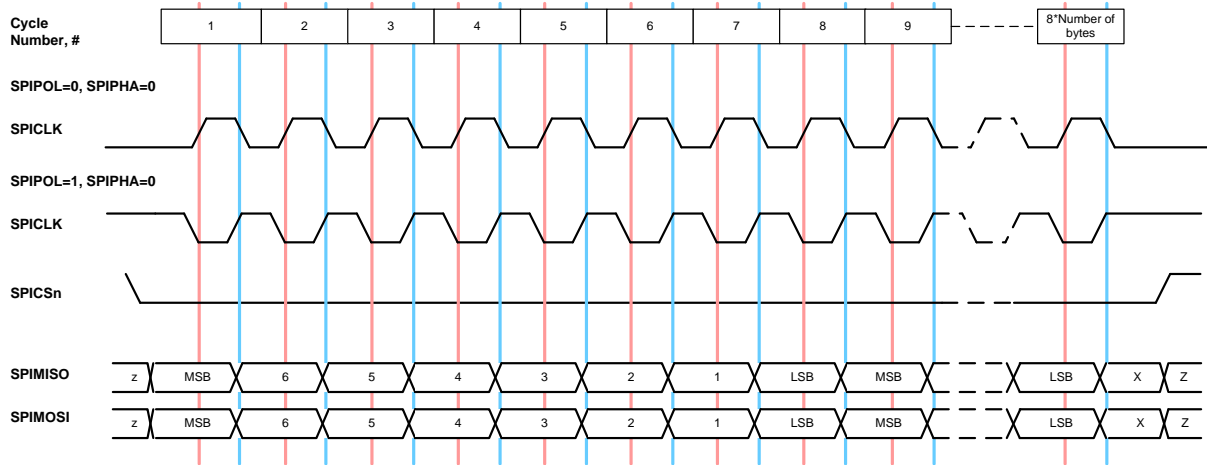 Cycle
Number, #
1 2 3 4 5 6 7 8 9
8*Number of
bytes
SPIPOL=0, SPIPHA=0
SPICLK
SPIPOL=1, SPIPHA=0
SPICLK
SPICSn
SPIMISO z MSB 6 5 4 3 2 1 LSB MSB LSB X Z
SPIMOSI z MSB 6 5 4 3 2 1 LSB MSB LSB X Z